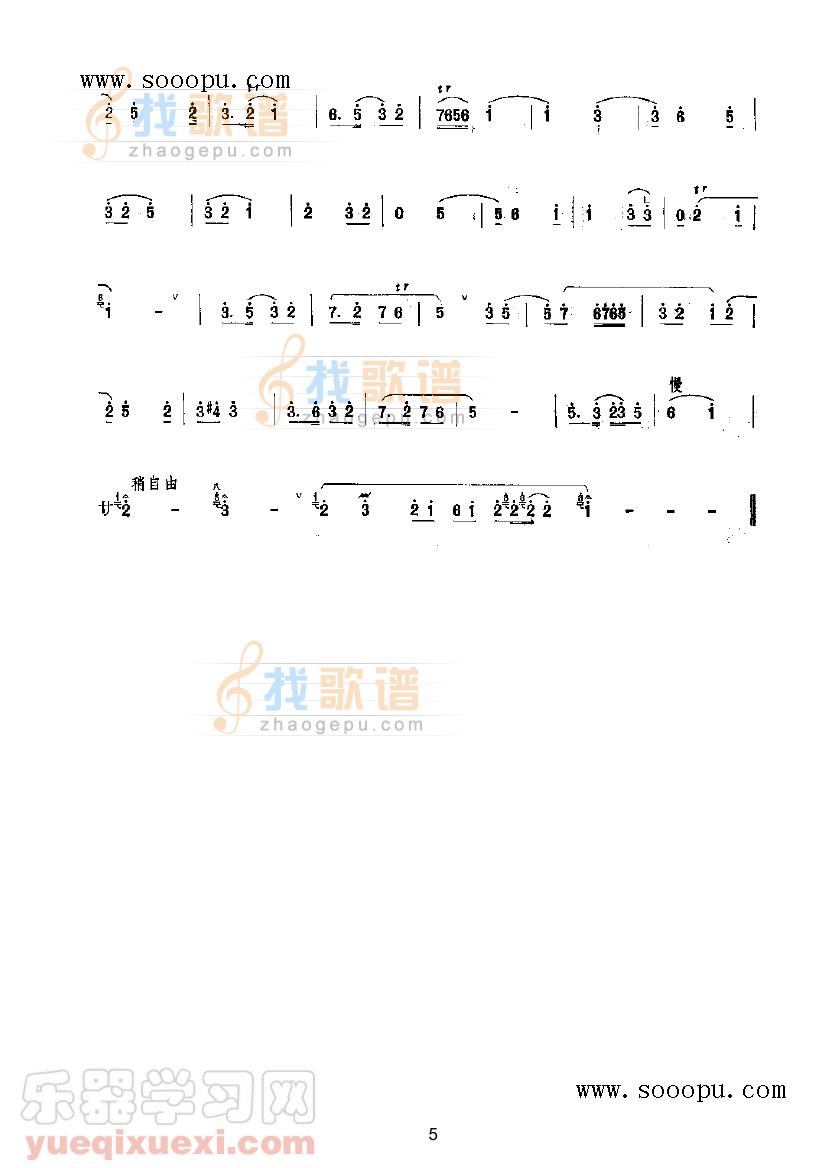 www.sooopu.com
找歌谱
zhaogepu.com
2 5 2 | 3. 2 1 | 6. 5 3 2 | 7656 1 | 1 3 | 3 6 5 |
3 2 5 | 3 2 1 | 2 3 2 | 0 5 | 5 6 1 | 1 3 3 | 0 2 1 |
1 - | 3. 5 3 2 | 7. 2 7 6 | 5 3 5 | 5 7 6765 | 3 2 1 2 |
找歌谱
zhaogepu.com
慢
2 5 2 | 3 #4 3 | 3. 6 3 2 | 7. 2 7 6 | 5 - | 5. 3 23 5 | 6 1 |
稍自由
サ 2 - 3 - 2 3 2 1 6 1 2 2 2 2 1 - - -
找歌谱
zhaogepu.com
乐器学习网
yueqixuexi.com
www.sooopu.com
5